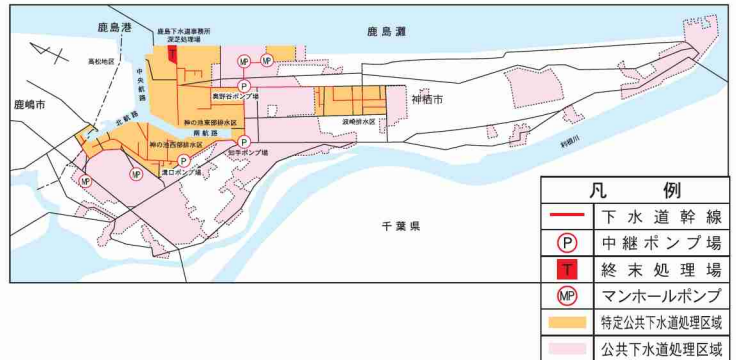 鹿島港
鹿島下水道事務所
深芝処理場
鹿島灘
T
MP
MP
高松地区
中央航路
P
奥野谷ポンプ場
神栖市
鹿嶋市
北航路
神の池東部排水区
南航路
波崎排水区
神の池西部排水区
P
知手ポンプ場
P
溝口ポンプ場
MP
MP
利根川
千葉県
凡 例
下水道幹線
P 中継ポンプ場
T 終末処理場
MP マンホールポンプ
特定公共下水道処理区域
公共下水道処理区域